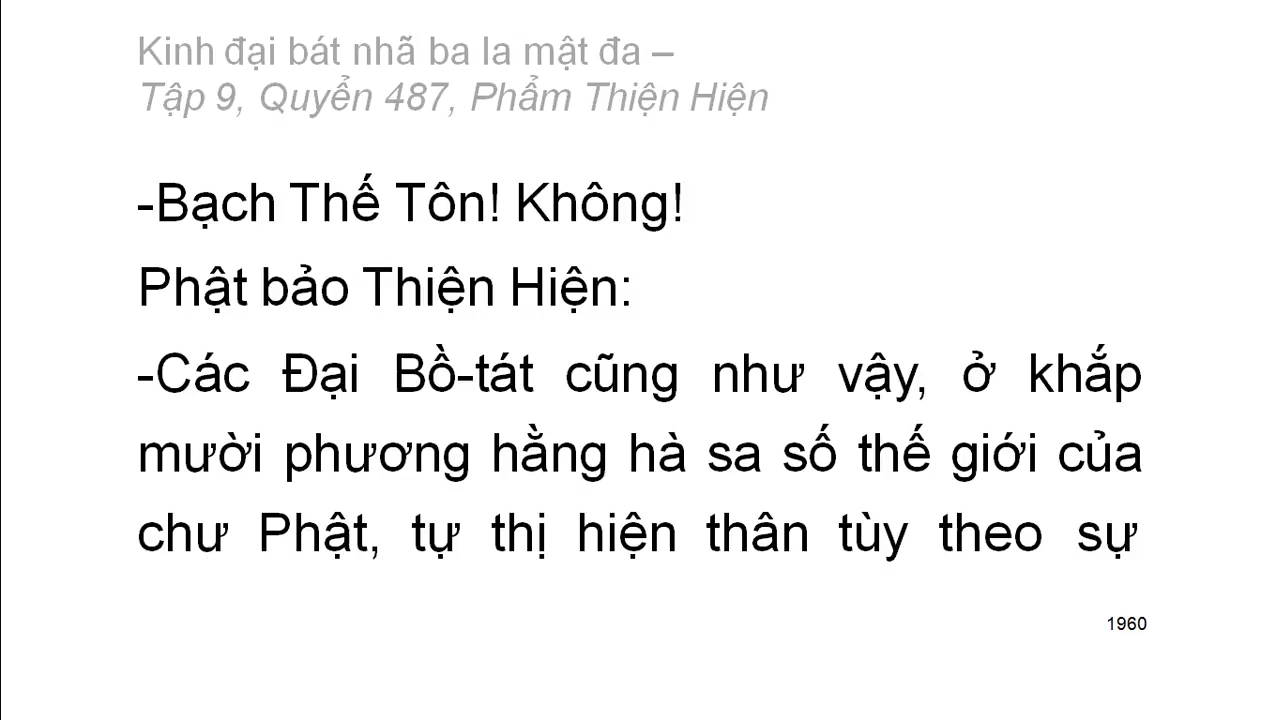 Kinh đại bát nhã ba la mật đa –
Tập 9, Quyển 487, Phẩm Thiện Hiện
-Bạch Thế Tôn! Không!
Phật bảo Thiện Hiện:
-Các Đại Bồ-tát cũng như vậy, ở khắp
mười phương hằng hà sa số thế giới của
chư Phật, tự thị hiện thân tùy theo sự
1960